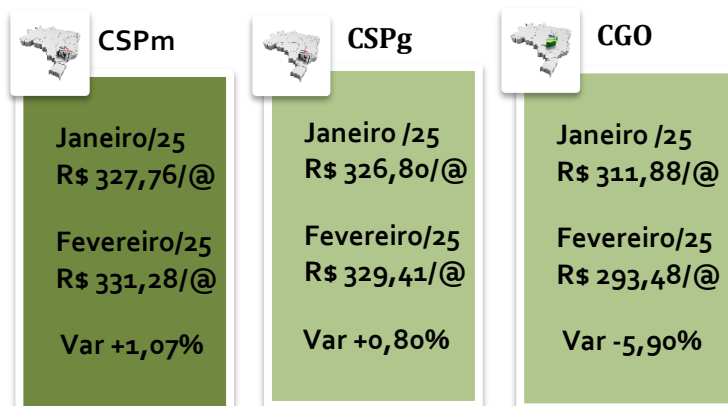 CSPm
Janeiro/25
R$ 327,76/@
Fevereiro/25
R$ 331,28/@
Var +1,07%
CSPg
Janeiro /25
R$ 326,80/@
Fevereiro/25
R$ 329,41/@
Var +0,80%
CGO
Janeiro /25
R$ 311,88/@
Fevereiro/25
R$ 293,48/@
Var -5,90%